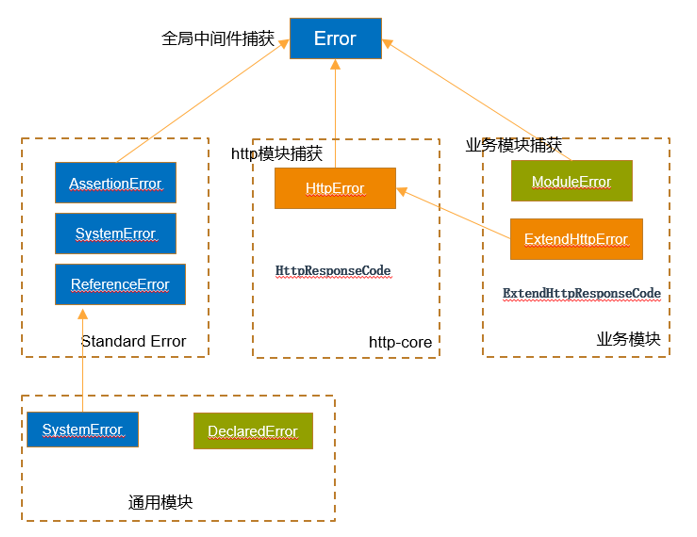 Error
全局中间件捕获
http模块捕获
业务模块捕获
AssertionError
SystemError
ReferenceError
Standard Error
HttpError
HttpResponseCode
http-core
ModuleError
ExtendHttpError
ExtendHttpResponseCode
业务模块
SystemError
DeclaredError
通用模块